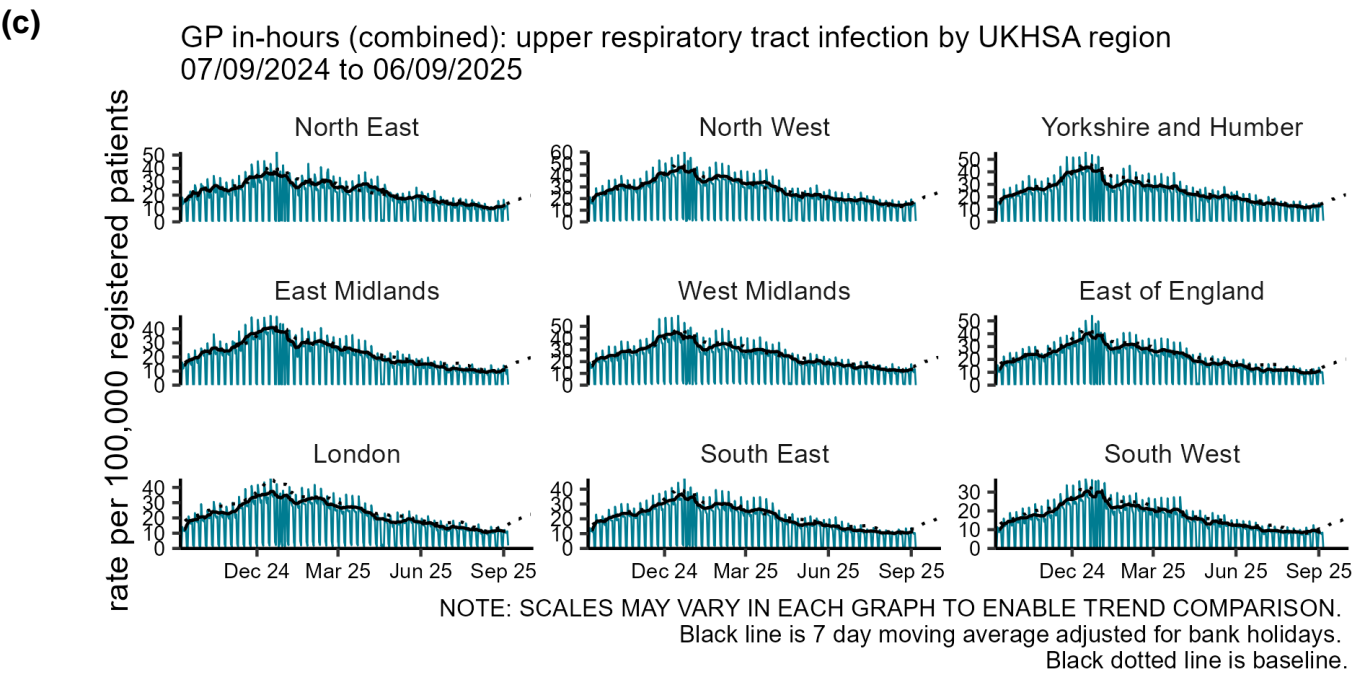 (c)
GP in-hours (combined): upper respiratory tract infection by UKHSA region
07/09/2024 to 06/09/2025
rate per 100,000 registered patients
North East
50
40
30
20
10
0
North West
60
50
40
30
20
10
0
Yorkshire and Humber
50
40
30
20
10
0
East Midlands
40
30
20
10
0
West Midlands
50
40
30
20
10
0
East of England
50
40
30
20
10
0
London
40
30
20
10
0
Dec 24 Mar 25 Jun 25 Sep 25
South East
40
30
20
10
0
Dec 24 Mar 25 Jun 25 Sep 25
South West
30
20
10
0
Dec 24 Mar 25 Jun 25 Sep 25
NOTE: SCALES MAY VARY IN EACH GRAPH TO ENABLE TREND COMPARISON.
Black line is 7 day moving average adjusted for bank holidays.
Black dotted line is baseline.